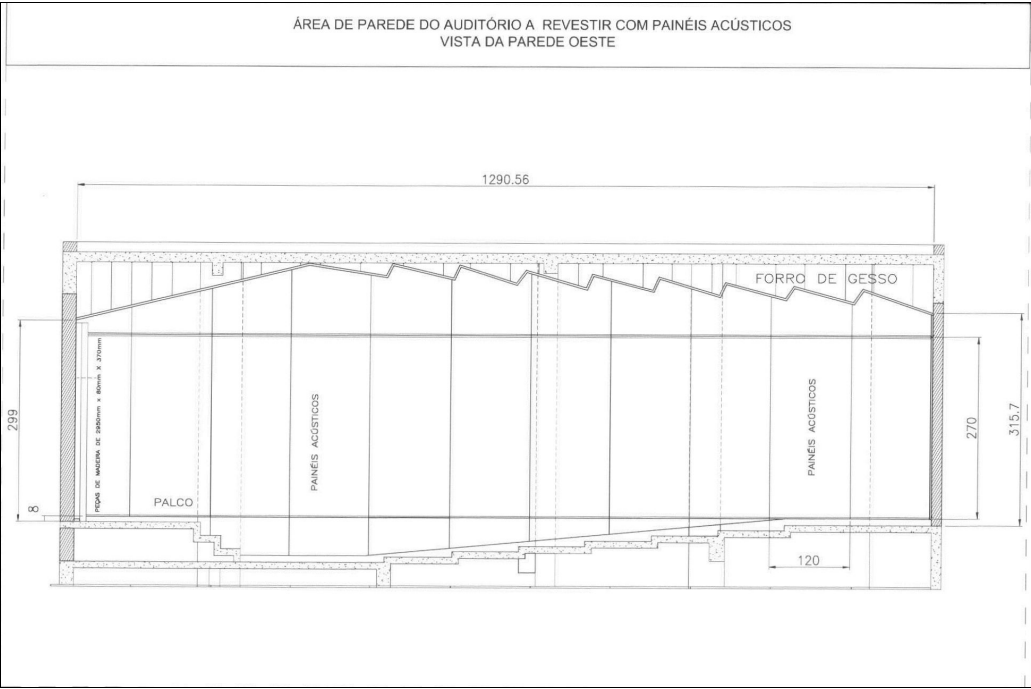 ÁREA DE PAREDE DO AUDITÓRIO A REVESTIR COM PAINÉIS ACÚSTICOS
VISTA DA PAREDE OESTE
1290.56
FORRO DE GESSO
299
8
PEÇAS DE MADEIRA DE 2950mm x 80mm X 370mm
PALCO
PAINÉIS ACÚSTICOS
PAINÉIS ACÚSTICOS
270
315.7
120